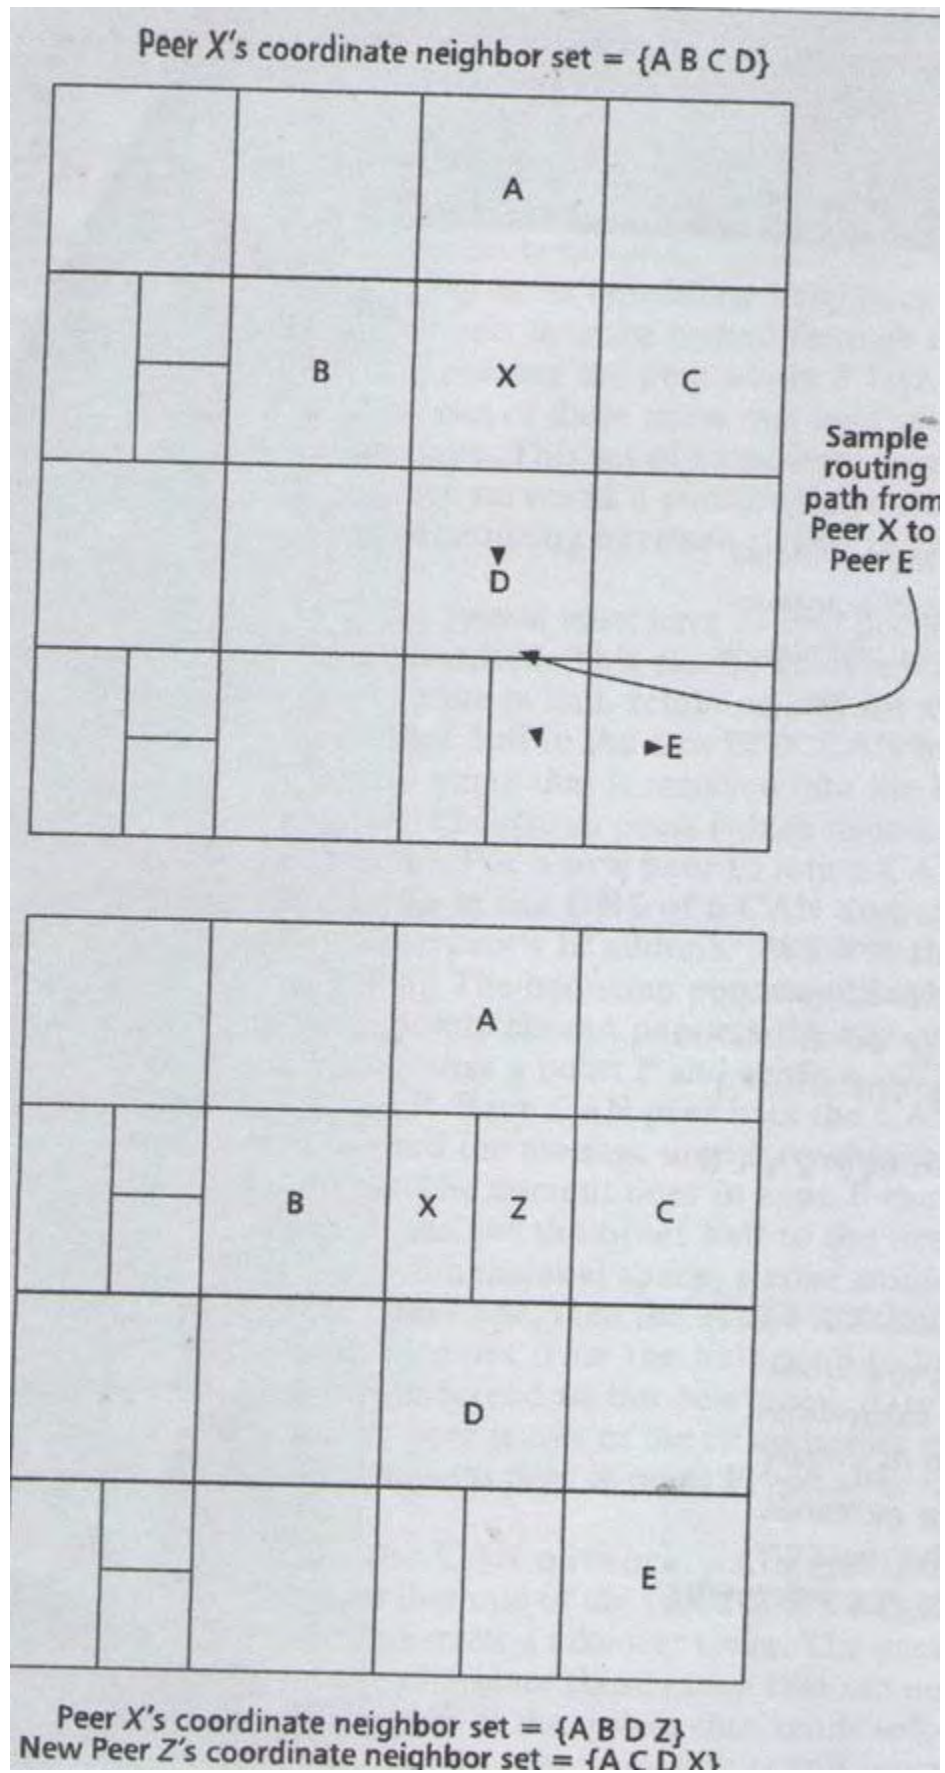 Peer X's coordinate neighbor set = {A B C D}
A
B X C
Sample
routing
path from
Peer X to
Peer E
D
E
A
B X Z C
D
E
Peer X's coordinate neighbor set = {A B D Z}
New Peer Z's coordinate neighbor set = {A C D X}